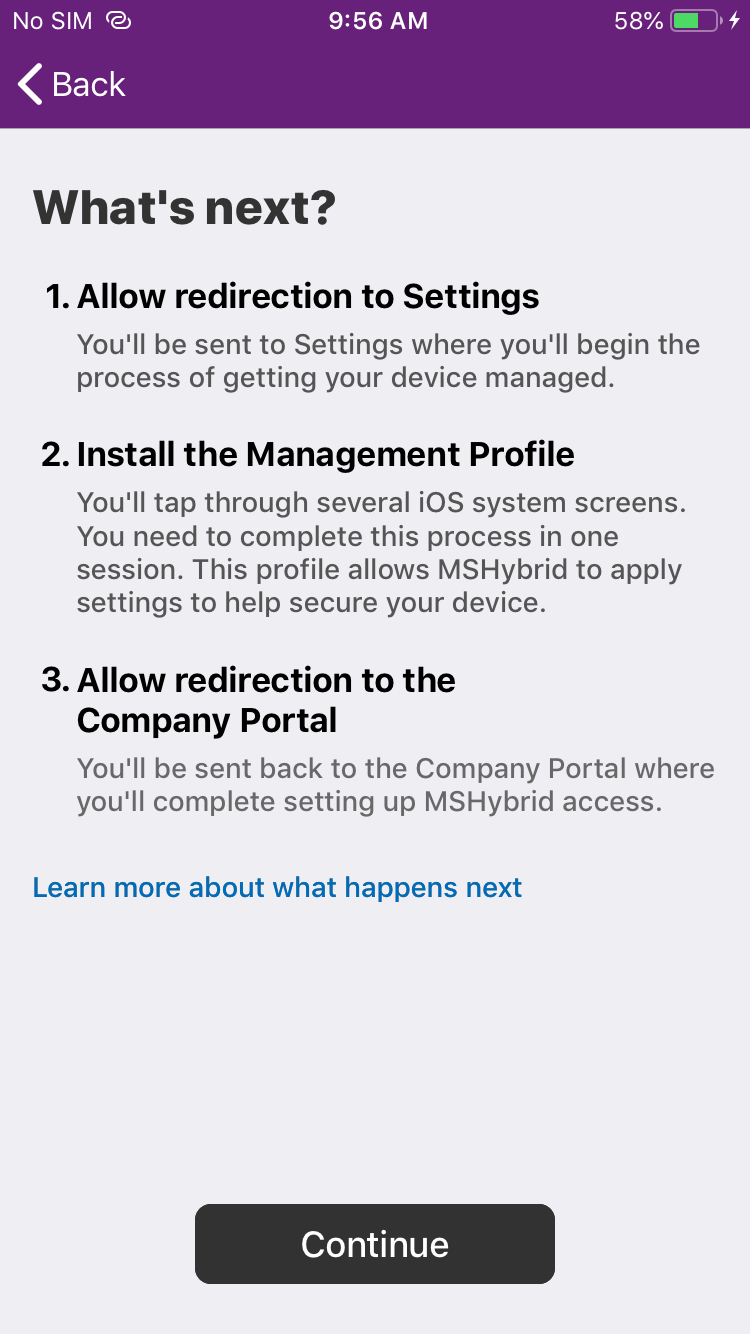 No SIM 9:56 AM 58%
Back
What's next?
1. Allow redirection to Settings
You'll be sent to Settings where you'll begin the
process of getting your device managed.
2. Install the Management Profile
You'll tap through several iOS system screens.
You need to complete this process in one
session. This profile allows MSHybrid to apply
settings to help secure your device.
3. Allow redirection to the
Company Portal
You'll be sent back to the Company Portal where
you'll complete setting up MSHybrid access.
Learn more about what happens next
Continue